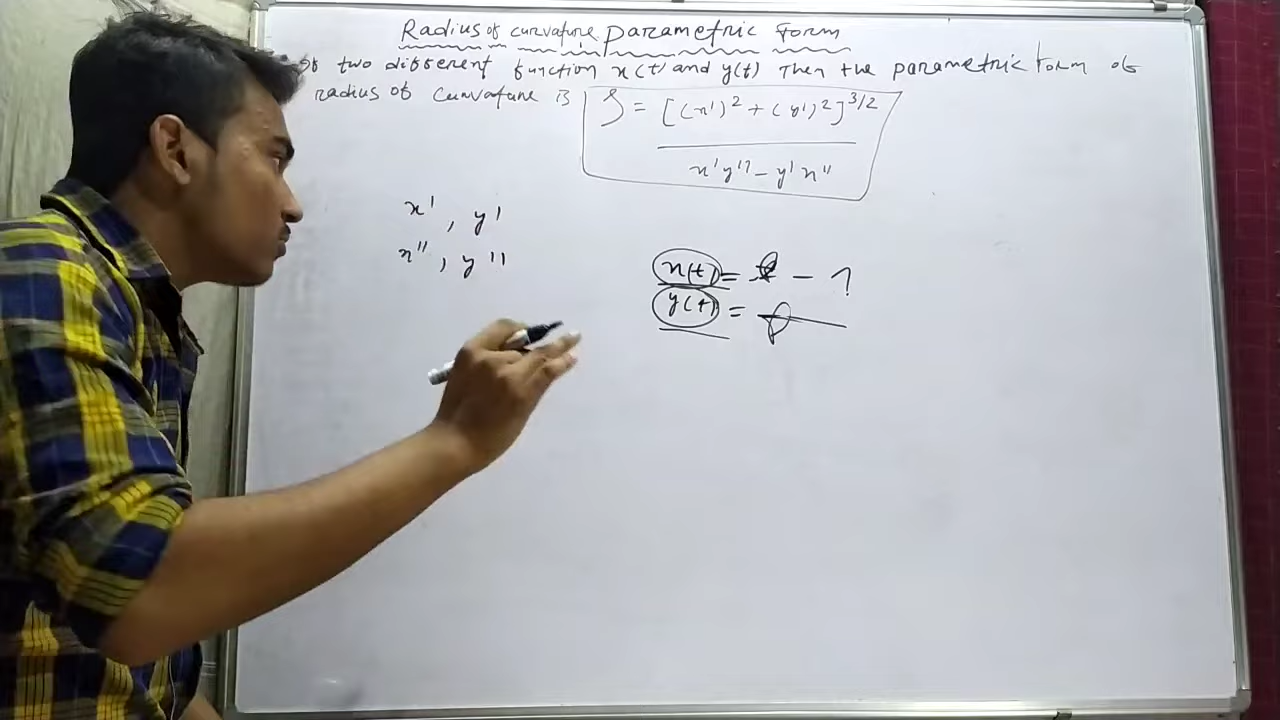 Radius of curvature parametric form
If two different function x(t) and y(t) Then the parametric form of
radius of curvature is ρ = [(x')2 + (y')2]3/2
x'y'' - y'x''
x', y'
x'', y''
x(t) = -
y(t) =